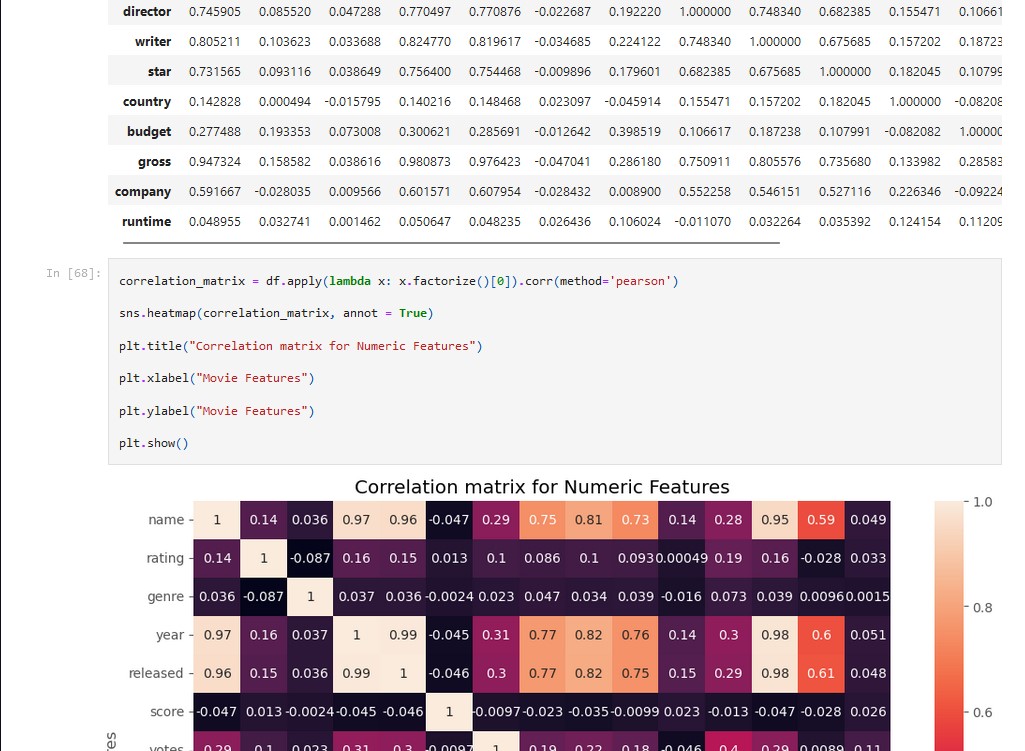 director 0.745905 0.085520 0.047288 0.770497 0.770876 -0.022687 0.192220 1.000000 0.748340 0.682385 0.155471 0.10661
writer 0.805211 0.103623 0.033688 0.824770 0.819617 -0.034685 0.224122 0.748340 1.000000 0.675685 0.157202 0.18723
star 0.731565 0.093116 0.038649 0.756400 0.754468 -0.009896 0.179601 0.682385 0.675685 1.000000 0.182045 0.10799
country 0.142828 0.000494 -0.015795 0.140216 0.148468 0.023097 -0.045914 0.155471 0.157202 0.182045 1.000000 -0.08208
budget 0.277488 0.193353 0.073008 0.300621 0.285691 -0.012642 0.398519 0.106617 0.187238 0.107991 -0.082082 1.00000
gross 0.947324 0.158582 0.038616 0.980873 0.976423 -0.047041 0.286180 0.750911 0.805576 0.735680 0.133982 0.28583
company 0.591667 -0.028035 0.009566 0.601571 0.607954 -0.028432 0.008900 0.552258 0.546151 0.527116 0.226346 -0.09224
runtime 0.048955 0.032741 0.001462 0.050647 0.048235 0.026436 0.106024 -0.011070 0.032264 0.035392 0.124154 0.11209
In [68]:
correlation_matrix = df.apply(lambda x: x.factorize()[0]).corr(method='pearson')
sns.heatmap(correlation_matrix, annot = True)
plt.title("Correlation matrix for Numeric Features")
plt.xlabel("Movie Features")
plt.ylabel("Movie Features")
plt.show()
Correlation matrix for Numeric Features
name 1 0.14 0.036 0.97 0.96 -0.047 0.29 0.75 0.81 0.73 0.14 0.28 0.95 0.59 0.049
1.0
rating 0.14 1 -0.087 0.16 0.15 0.013 0.1 0.086 0.1 0.093 0.00049 0.19 0.16 -0.028 0.033
genre 0.036 -0.087 1 0.037 0.036 -0.0024 0.023 0.047 0.034 0.039 -0.016 0.073 0.039 0.0096 0.0015
0.8
year 0.97 0.16 0.037 1 0.99 -0.045 0.31 0.77 0.82 0.76 0.14 0.3 0.98 0.6 0.051
released 0.96 0.15 0.036 0.99 1 -0.046 0.3 0.77 0.82 0.75 0.15 0.29 0.98 0.61 0.048
score -0.047 0.013 -0.0024 -0.045 -0.046 1 -0.0097 -0.023 -0.035 -0.0099 0.023 -0.013 -0.047 -0.028 0.026
0.6
votes 0.29 0.1 0.023 0.31 0.3 -0.0097 1 0.19 0.22 0.18 -0.046 0.4 0.29 0.0089 0.11